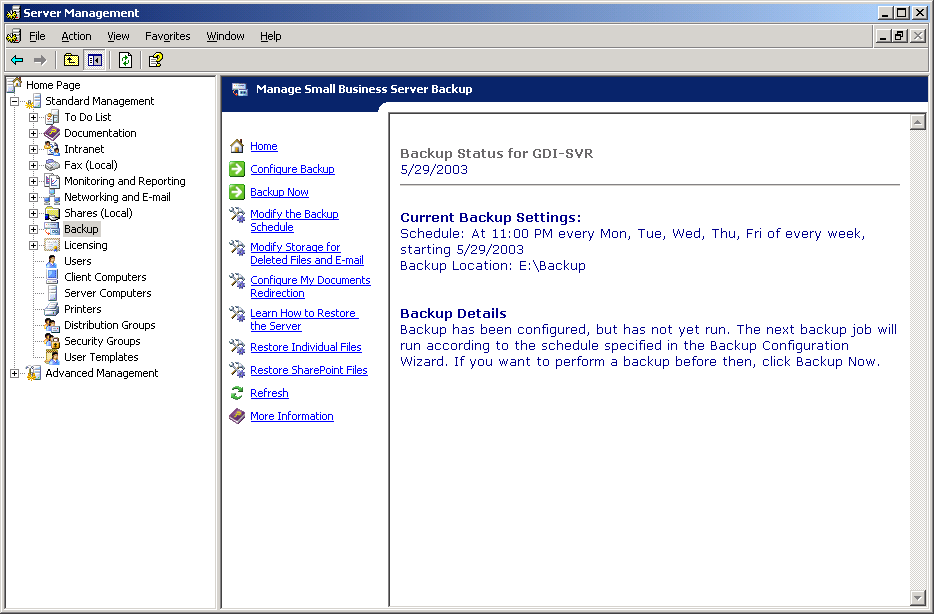 Server Management
File Action View Favorites Window Help
Home Page
Standard Management
To Do List
Documentation
Intranet
Fax (Local)
Monitoring and Reporting
Networking and E-mail
Shares (Local)
Backup
Licensing
Users
Client Computers
Server Computers
Printers
Distribution Groups
Security Groups
User Templates
Advanced Management
Manage Small Business Server Backup
Home
Configure Backup
Backup Now
Modify the Backup
Schedule
Modify Storage for
Deleted Files and E-mail
Configure My Documents
Redirection
Learn How to Restore
the Server
Restore Individual Files
Restore SharePoint Files
Refresh
More Information
Backup Status for GDI-SVR
5/29/2003
Current Backup Settings:
Schedule: At 11:00 PM every Mon, Tue, Wed, Thu, Fri of every week,
starting 5/29/2003
Backup Location: E:\Backup
Backup Details
Backup has been configured, but has not yet run. The next backup job will
run according to the schedule specified in the Backup Configuration
Wizard. If you want to perform a backup before then, click Backup Now.